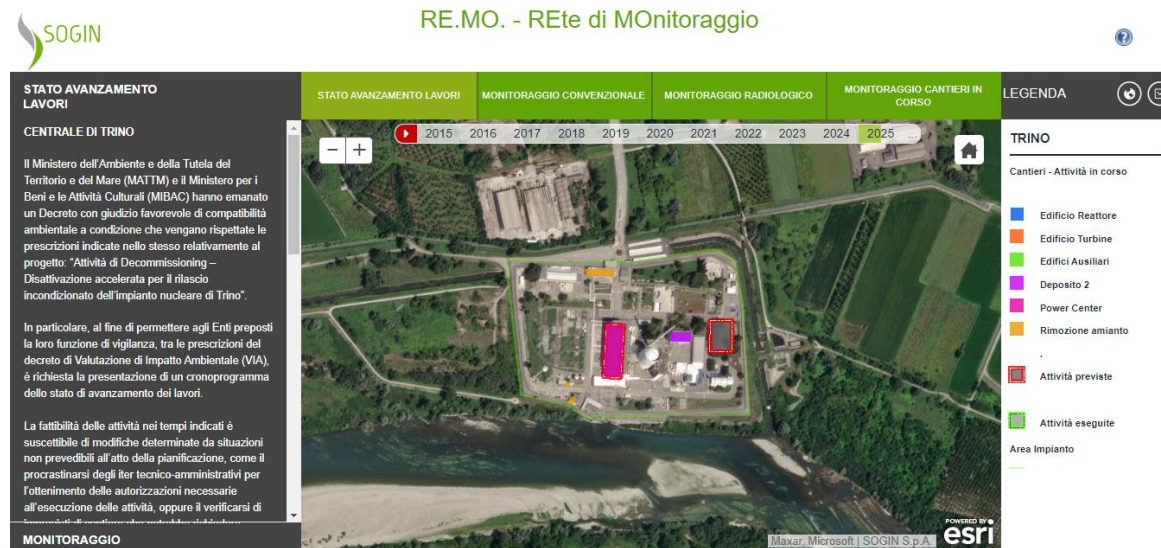 SOGIN
RE.MO. - REte di MOnitoraggio
STATO AVANZAMENTO
LAVORI
STATO AVANZAMENTO LAVORI
MONITORAGGIO CONVENZIONALE
MONITORAGGIO RADIOLOGICO
MONITORAGGIO CANTIERI IN
CORSO
LEGENDA
CENTRALE DI TRINO
Il Ministero dell'Ambiente e della Tutela del
Territorio e del Mare (MATTM) e il Ministero per i
Beni e le Attività Culturali (MIBAC) hanno emanato
un Decreto con giudizio favorevole di compatibilità
ambientale a condizione che vengano rispettate le
prescrizioni indicate nello stesso relativamente al
progetto: "Attività di Decommissioning –
Disattivazione accelerata per il rilascio
incondizionato dell'impianto nucleare di Trino".
In particolare, al fine di permettere agli Enti preposti
la loro funzione di vigilanza, tra le prescrizioni del
decreto di Valutazione di Impatto Ambientale (VIA),
è richiesta la presentazione di un cronoprogramma
dello stato di avanzamento dei lavori.
La fattibilità delle attività nei tempi indicati è
suscettibile di modifiche determinate da situazioni
non prevedibili all'atto della pianificazione, come il
procrastinarsi degli iter tecnico-amministrativi per
l'ottenimento delle autorizzazioni necessarie
all'esecuzione delle attività, oppure il verificarsi di
MONITORAGGIO
2015 2016 2017 2018 2019 2020 2021 2022 2023 2024 2025 ...
POWERED BY
esri
Maxar, Microsoft | SOGIN S.p.A.
TRINO
Cantieri - Attività in corso
Edificio Reattore
Edificio Turbine
Edifici Ausiliari
Deposito 2
Power Center
Rimozione amianto
.
Attività previste
Attività eseguite
Area Impianto